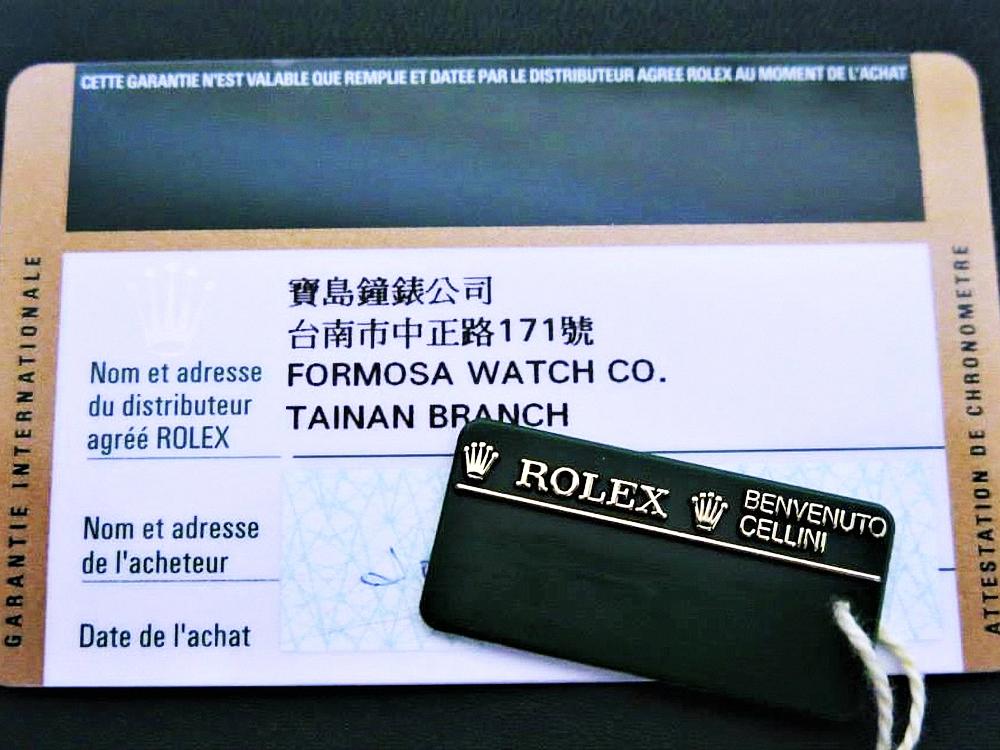 CETTE GARANTIE N'EST VALABLE QUE REMPLIE ET DATEE PAR LE DISTRIBUTEUR AGREE ROLEX AU MOMENT DE L'ACHAT
GARANTIE INTERNATIONALE
寶島鐘錶公司
台南市中正路171號
FORMOSA WATCH CO.
TAINAN BRANCH
Nom et adresse
du distributeur
agréé ROLEX
Nom et adresse
de l'acheteur
Date de l'achat
ROLEX
BENVENUTO
CELLINI
ATTESTATION DE CHRONOMETRE